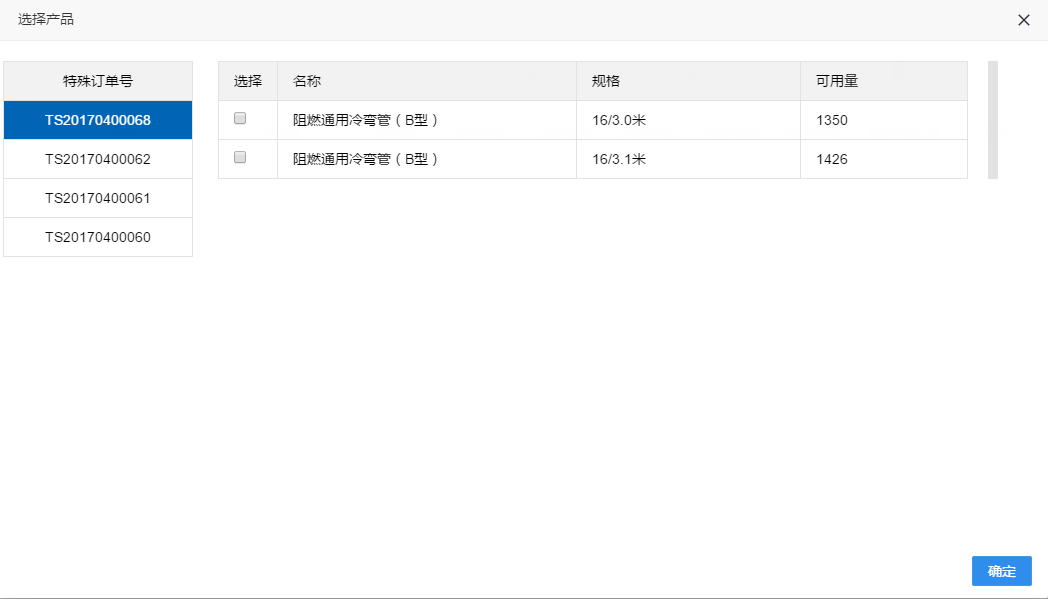 选择产品
特殊订单号
TS20170400068
TS20170400062
TS20170400061
TS20170400060
选择 名称 规格 可用量
阻燃通用冷弯管（B型） 16/3.0米 1350
阻燃通用冷弯管（B型） 16/3.1米 1426
确定